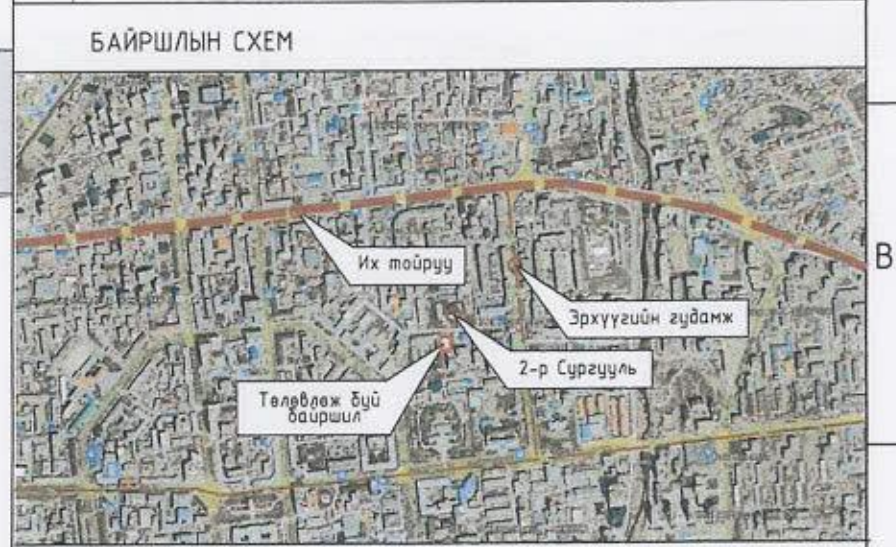 БАЙРШЛЫН СХЕМ
Их тойруу
Эрхүүгийн гудамж
2-р Сургууль
Төлөвлөж буй
байршил
В